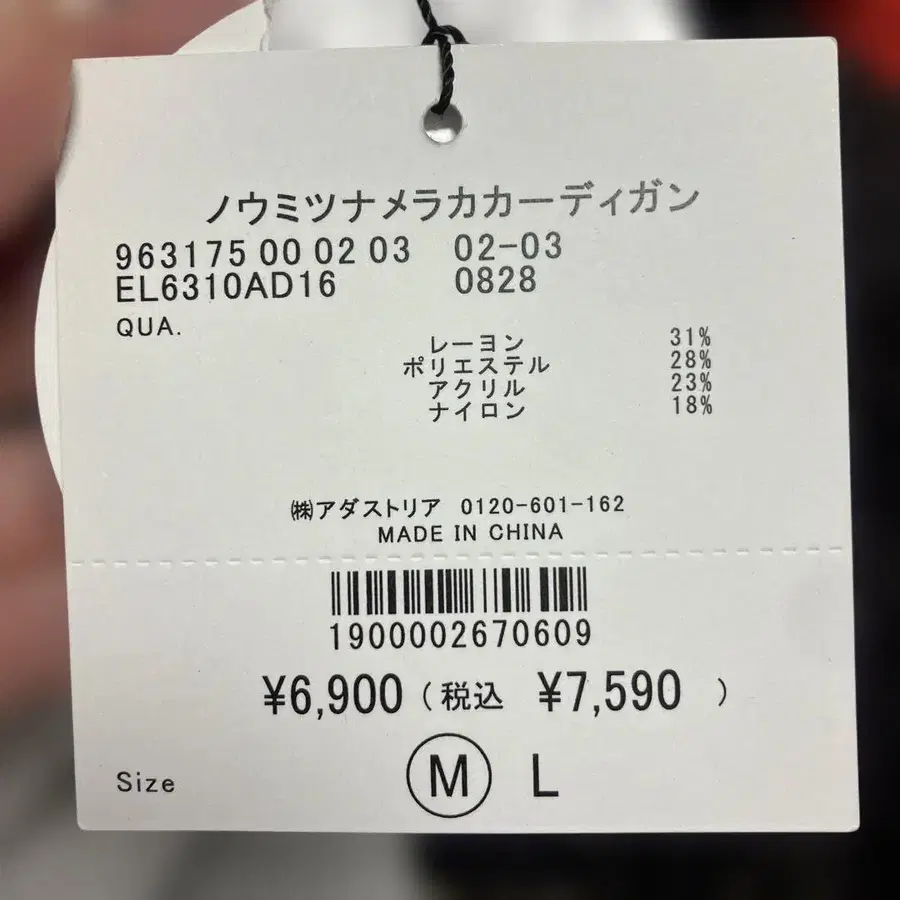 ノウミツナメラカカーディガン
963175 00 02 03 02-03
EL6310AD16 0828
QUA.
レーヨン 31%
ポリエステル 28%
アクリル 23%
ナイロン 18%
㈱アダストリア 0120-601-162
MADE IN CHINA
1900002670609
¥6,900 (税込 ¥7,590 )
Size M L